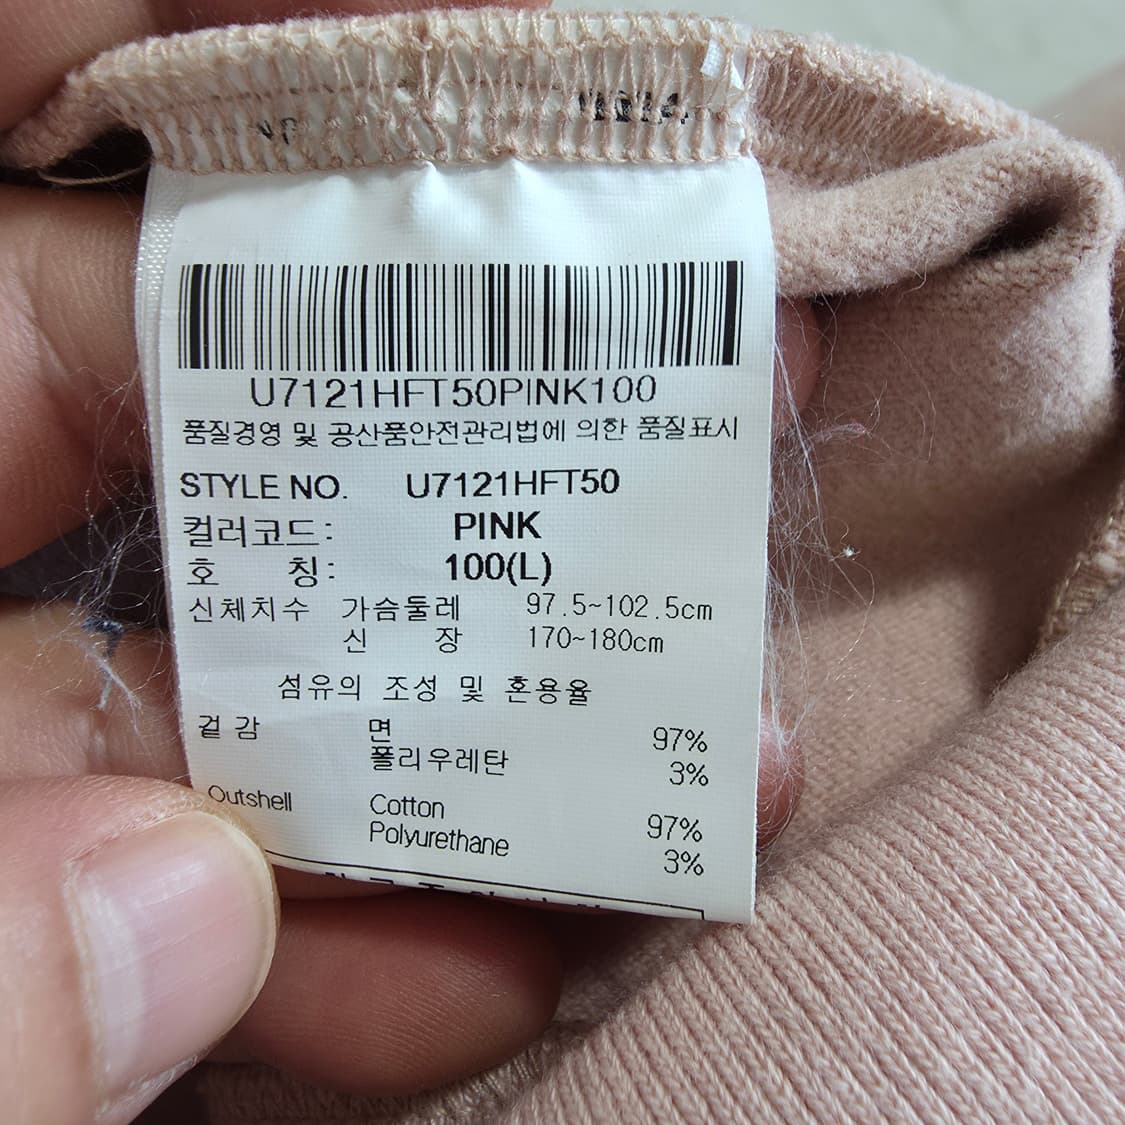 U7121HFT50PINK100
품질경영 및 공산품안전관리법에 의한 품질표시
STYLE NO. U7121HFT50
컬러코드: PINK
호 칭: 100(L)
신체치수 가슴둘레 97.5~102.5cm
신 장 170~180cm
섬유의 조성 및 혼용율
겉 감 면 97%
폴리우레탄 3%
Outshell Cotton 97%
Polyurethane 3%